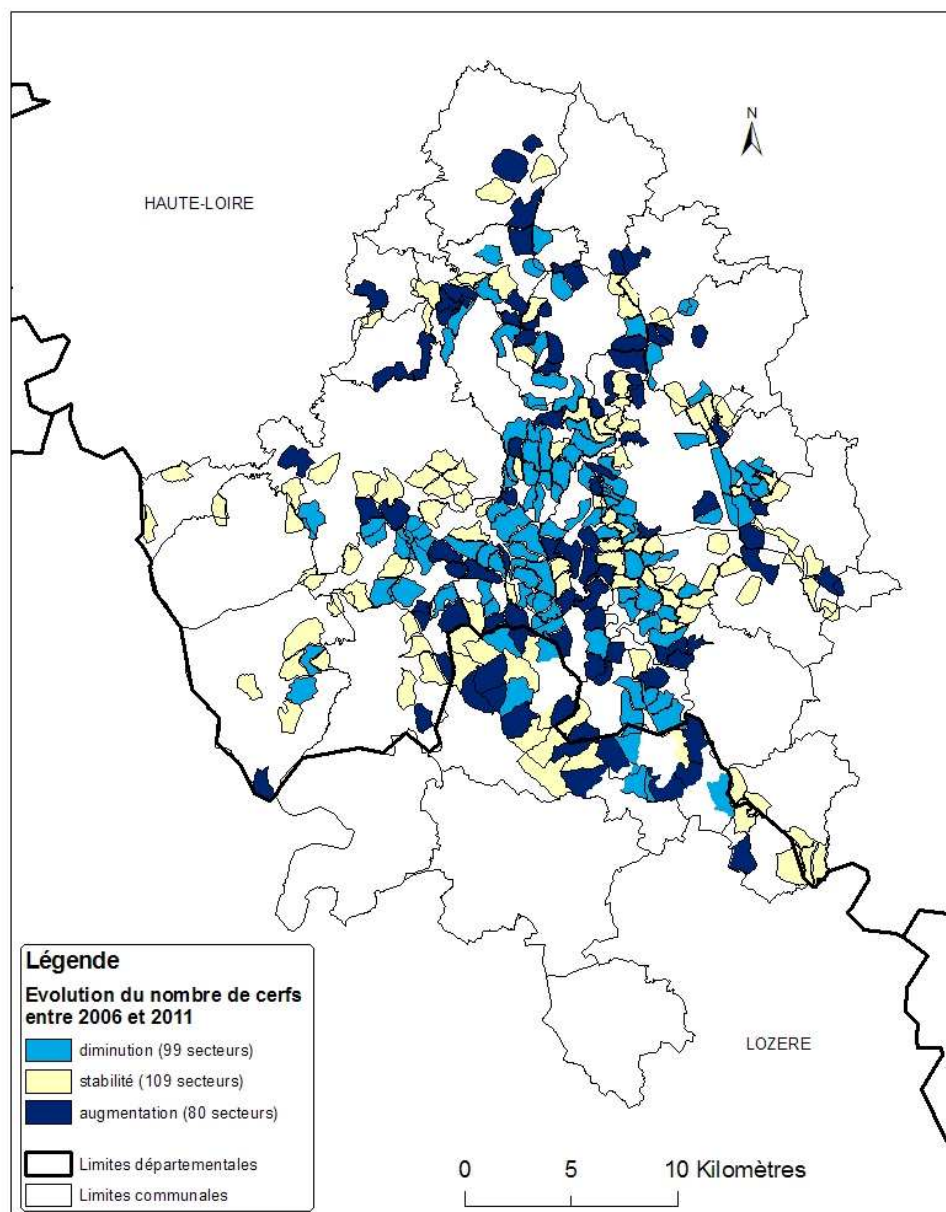 N
HAUTE-LOIRE
LOZERE
Légende
Evolution du nombre de cerfs
entre 2006 et 2011
diminution (99 secteurs)
stabilité (109 secteurs)
augmentation (80 secteurs)
Limites départementales
Limites communales
0 5 10 Kilomètres